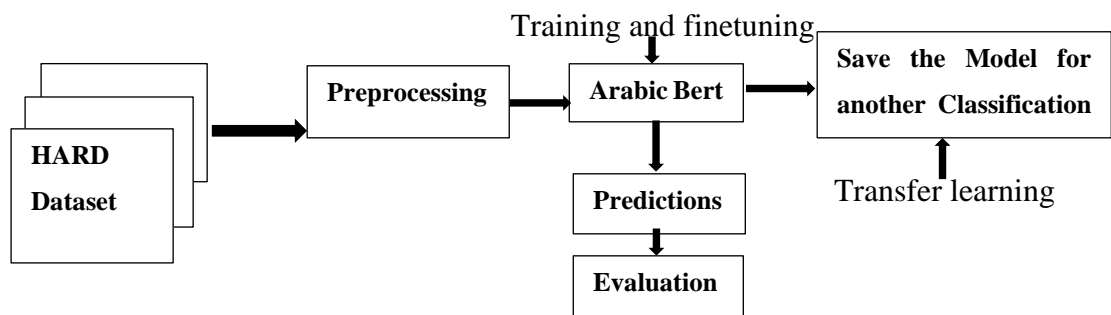 Training and finetuning
HARD
Dataset
Preprocessing
Arabic Bert
Save the Model for
another Classification
Predictions
Evaluation
Transfer learning